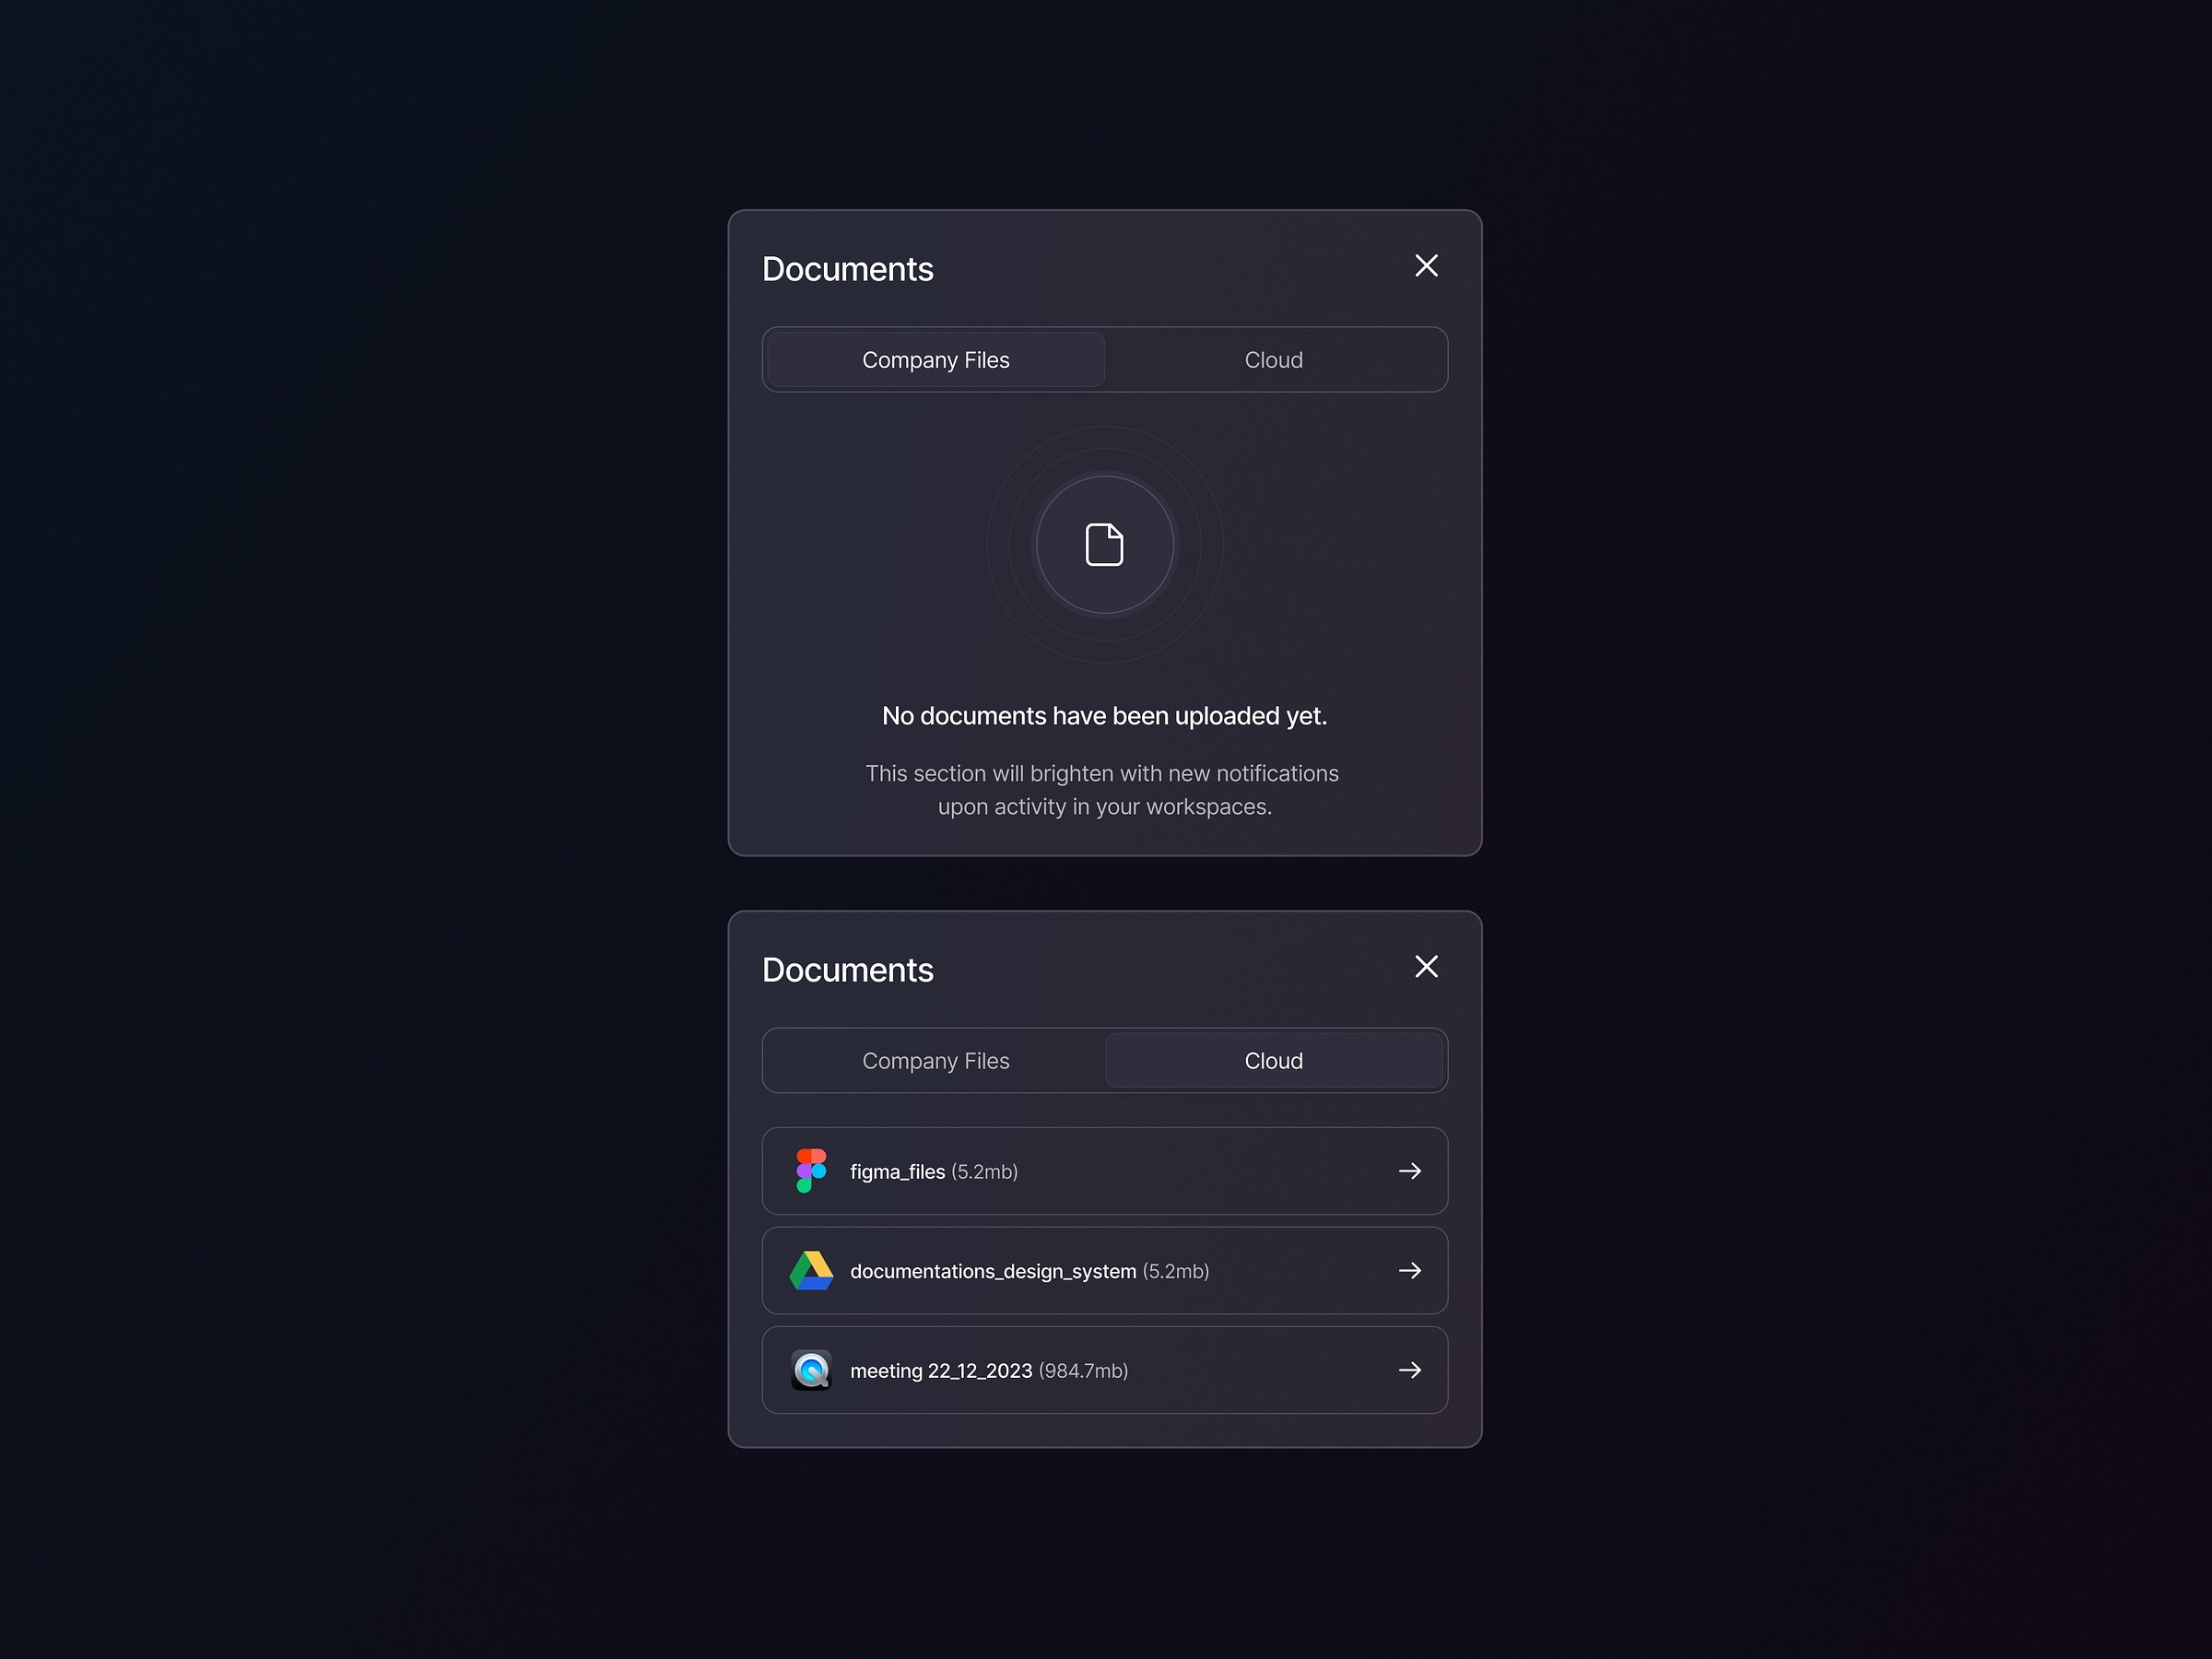 Documents
Company Files
Cloud
No documents have been uploaded yet.
This section will brighten with new notifications
upon activity in your workspaces.
Documents
Company Files
Cloud
figma_files (5.2mb)
documentations_design_system (5.2mb)
meeting 22_12_2023 (984.7mb)